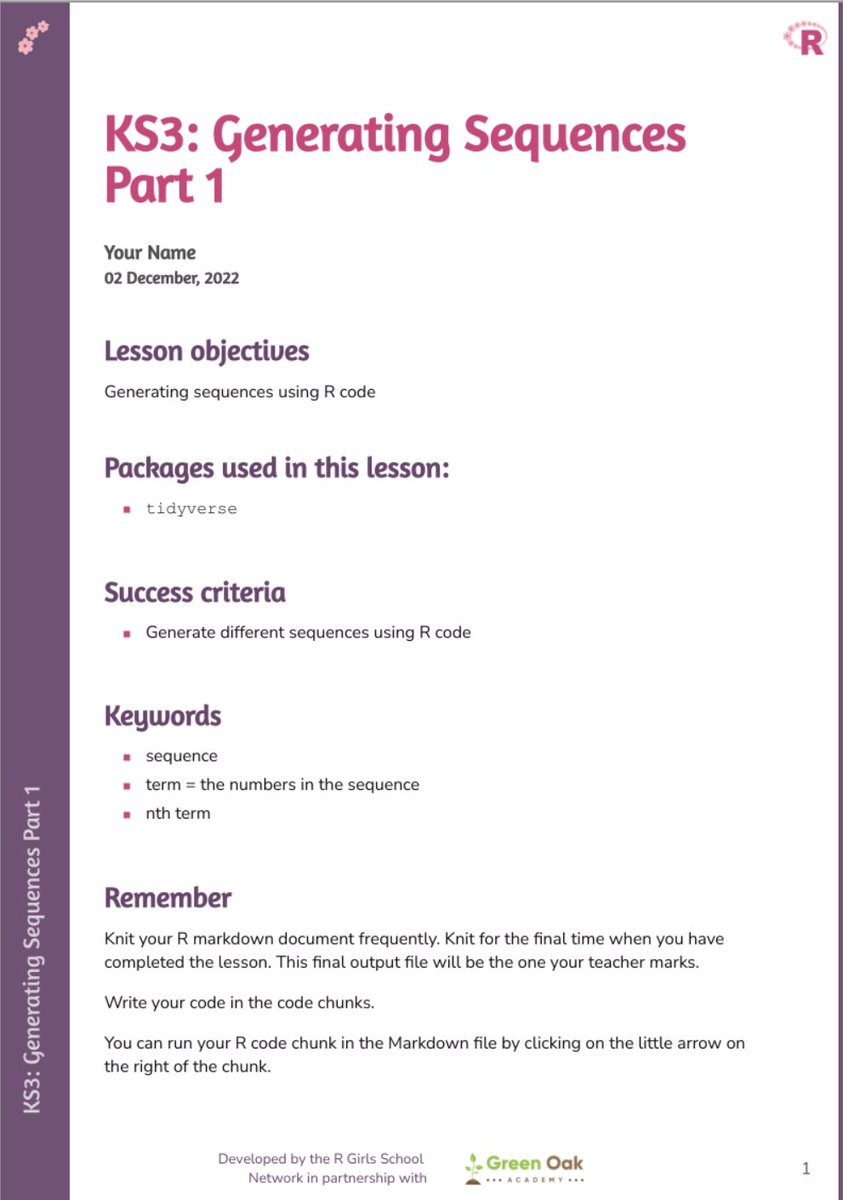 R
KS3: Generating Sequences
Part 1
Your Name
02 December, 2022
Lesson objectives
Generating sequences using R code
Packages used in this lesson:
tidyverse
Success criteria
Generate different sequences using R code
Keywords
sequence
term = the numbers in the sequence
nth term
Remember
Knit your R markdown document frequently. Knit for the final time when you have
completed the lesson. This final output file will be the one your teacher marks.
Write your code in the code chunks.
You can run your R code chunk in the Markdown file by clicking on the little arrow on
the right of the chunk.
KS3: Generating Sequences Part 1
Developed by the R Girls School
Network in partnership with
Green Oak
ACADEMY
1